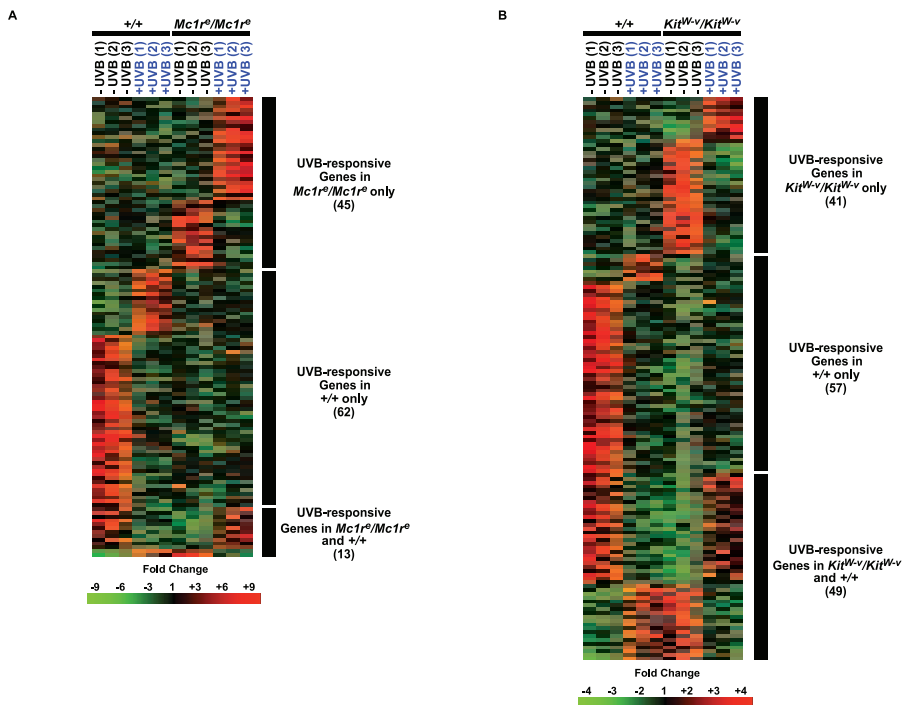 A
+/+ Mc1rᵉ/Mc1rᵉ
- UVB (1)
- UVB (2)
- UVB (3)
+UVB (1)
+UVB (2)
+UVB (3)
- UVB (1)
- UVB (2)
- UVB (3)
+UVB (1)
+UVB (2)
+UVB (3)
UVB-responsive
Genes in
Mc1rᵉ/Mc1rᵉ only
(45)
UVB-responsive
Genes in
+/+ only
(62)
UVB-responsive
Genes in Mc1rᵉ/Mc1rᵉ
and +/+
(13)
Fold Change
-9 -6 -3 1 +3 +6 +9
B
+/+ Kitᵂ⁻ᵛ/Kitᵂ⁻ᵛ
- UVB (1)
- UVB (2)
- UVB (3)
+UVB (1)
+UVB (2)
+UVB (3)
- UVB (1)
- UVB (2)
- UVB (3)
+UVB (1)
+UVB (2)
+UVB (3)
UVB-responsive
Genes in
Kitᵂ⁻ᵛ/Kitᵂ⁻ᵛ only
(41)
UVB-responsive
Genes in
+/+ only
(57)
UVB-responsive
Genes in Kitᵂ⁻ᵛ/Kitᵂ⁻ᵛ
and +/+
(49)
Fold Change
-4 -3 -2 1 +2 +3 +4